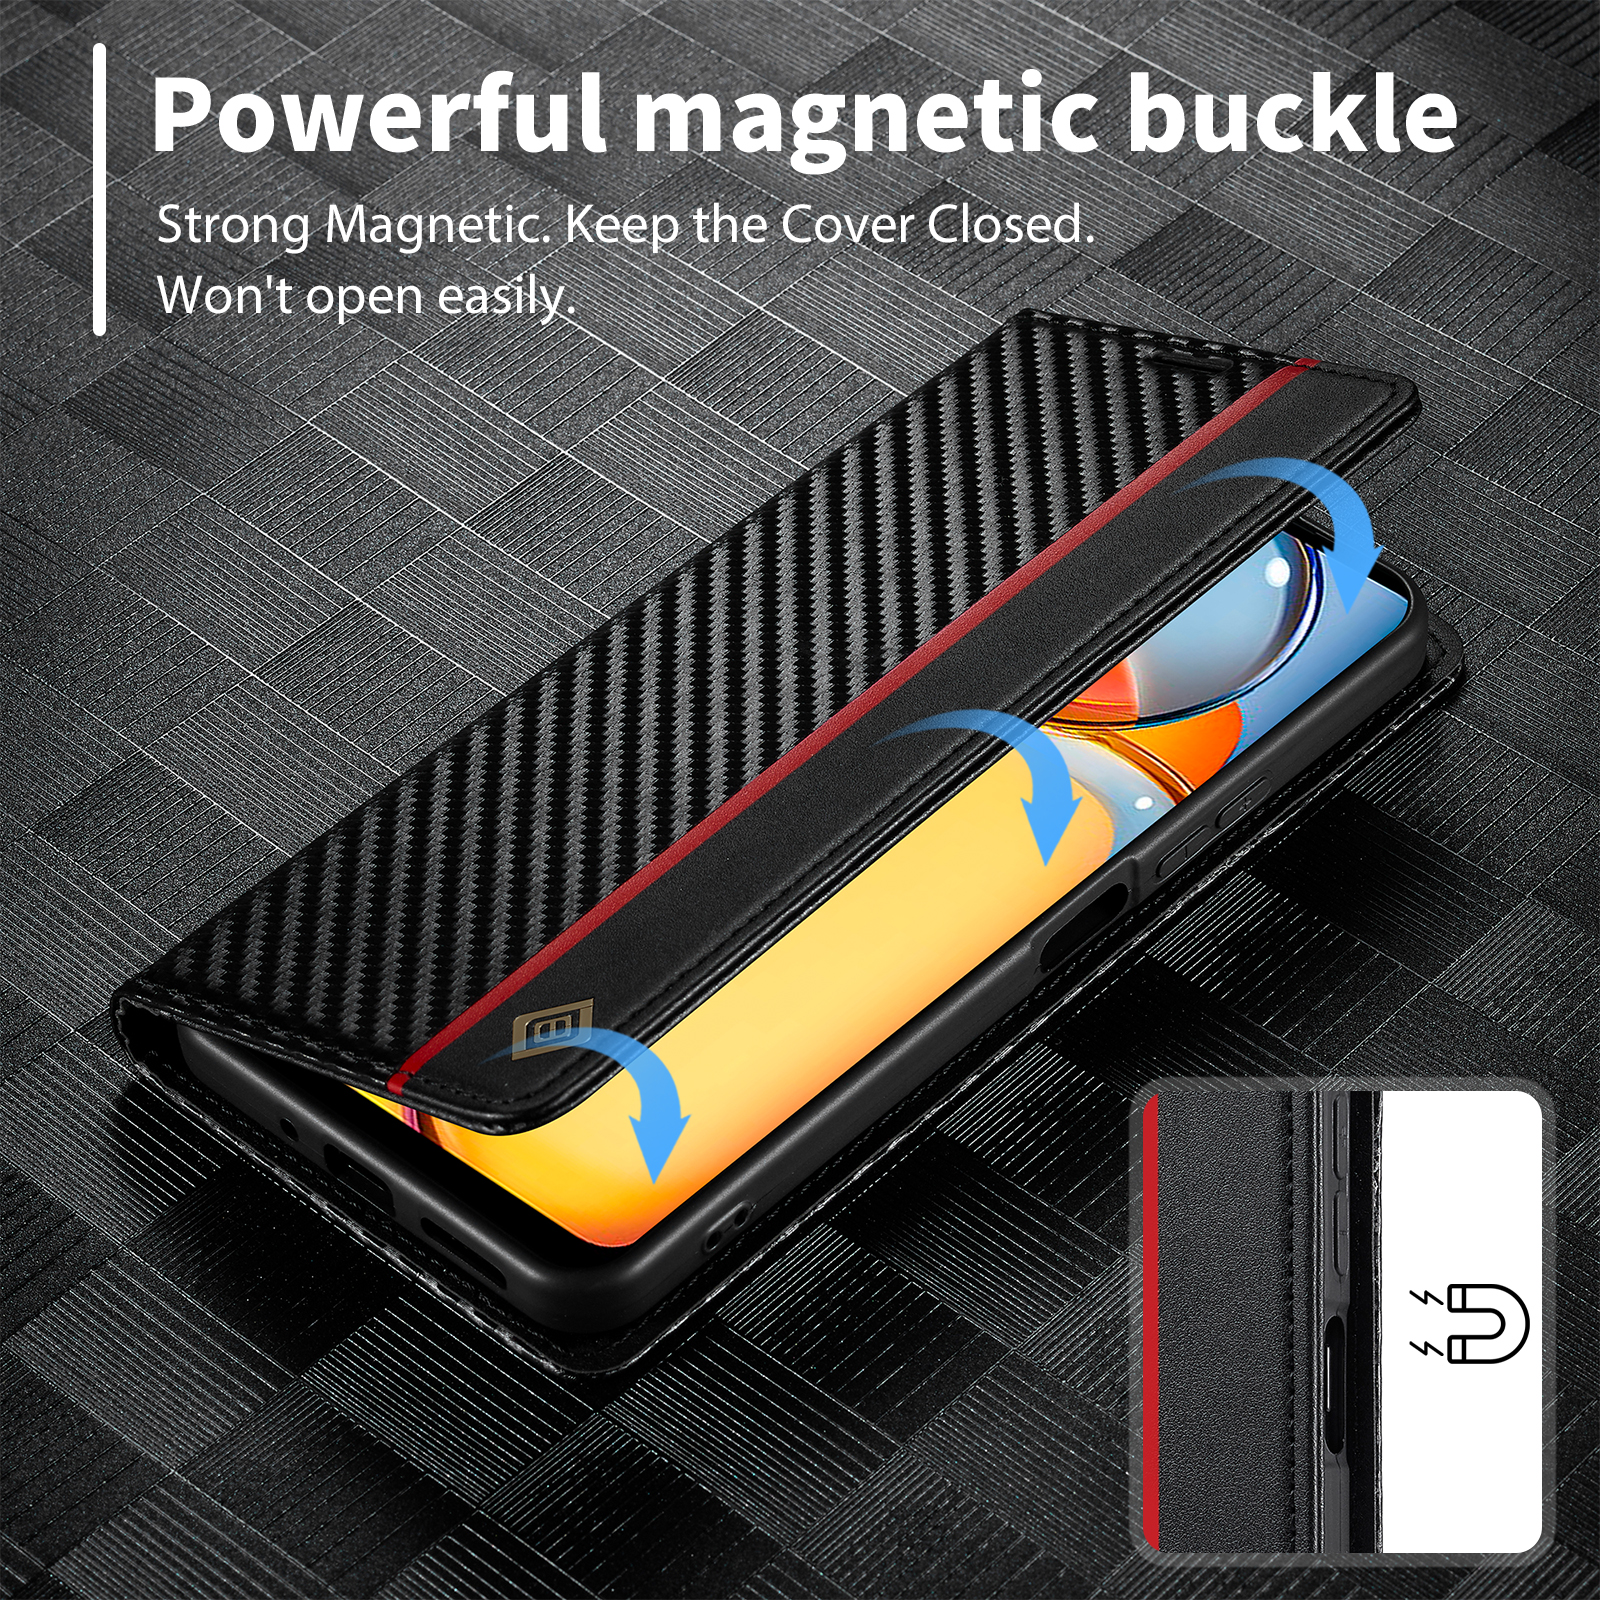 Powerful magnetic buckle
Strong Magnetic. Keep the Cover Closed.
Won't open easily.